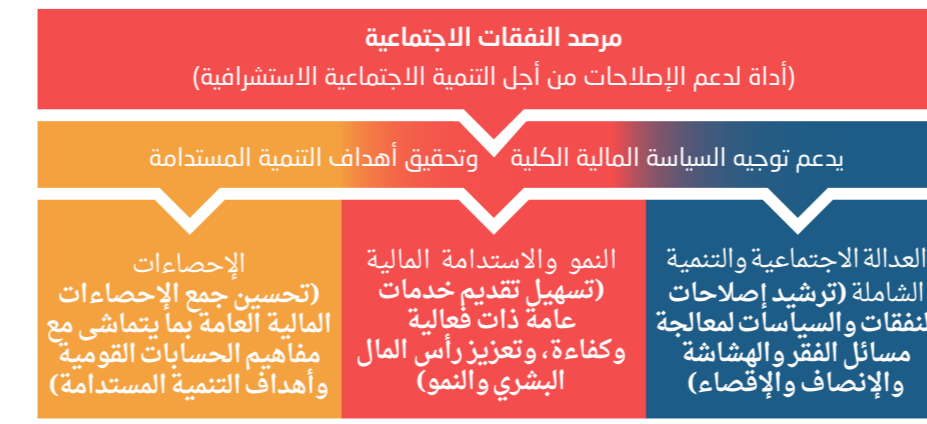 مرصد النفقات الاجتماعية
(أداة لدعم الإصلاحات من أجل التنمية الاجتماعية الاستشرافية)
يدعم توجيه السياسة المالية الكلية وتحقيق أهداف التنمية المستدامة
العدالة الاجتماعية والتنمية
الشاملة (ترشيد إصلاحات
النفقات والسياسات لمعالجة
مسائل الفقر والهشاشة
والإنصاف والإقصاء)
النمو والاستدامة المالية
(تسهيل تقديم خدمات
عامة ذات فعالية
وكفاءة، وتعزيز رأس المال
البشري والنمو)
الإحصاءات
(تحسين جمع الإحصاءات
المالية العامة بما يتماشى مع
مفاهيم الحسابات القومية
وأهداف التنمية المستدامة)